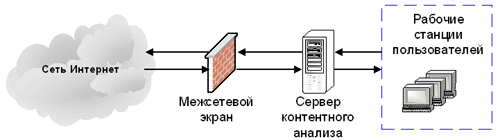 Рабочие
станции
пользователей
Сеть Интернет
Межсетевой
экран
Сервер
контентного
анализа